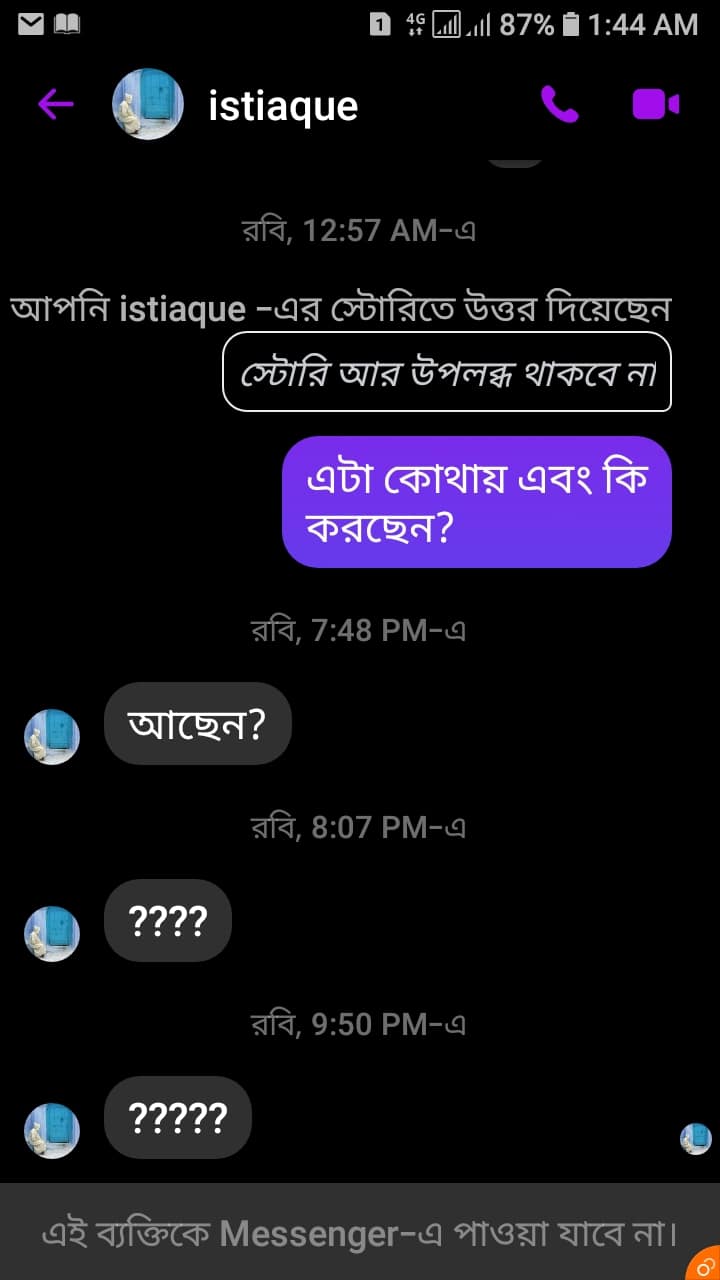 1 4G 87% 1:44 AM
istiaque
রবি, 12:57 AM-এ
আপনি istiaque -এর স্টোরিতে উত্তর দিয়েছেন
স্টোরি আর উপলব্ধ থাকবে না
এটা কোথায় এবং কি
করছেন?
রবি, 7:48 PM-এ
আছেন?
রবি, 8:07 PM-এ
????
রবি, 9:50 PM-এ
?????
এই ব্যক্তিকে Messenger-এ পাওয়া যাবে না।